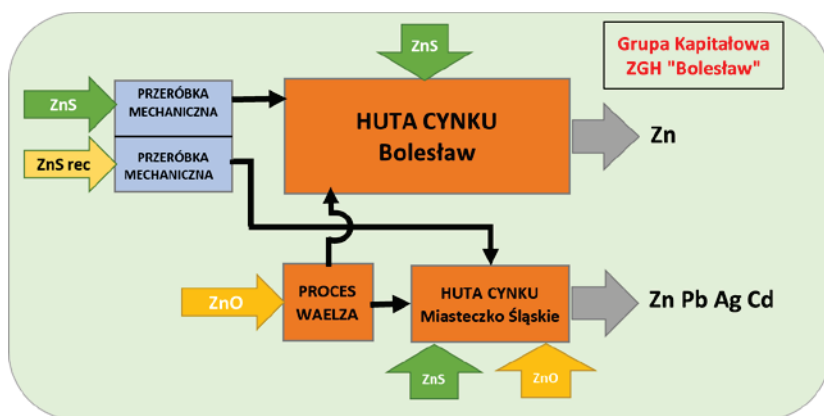 ZnS
Grupa Kapitałowa
ZGH "Bolesław"
ZnS
PRZERÓBKA
MECHANICZNA
HUTA CYNKU
Bolesław
Zn
ZnS rec
PRZERÓBKA
MECHANICZNA
ZnO
PROCES
WAELZA
HUTA CYNKU
Miasteczko Śląskie
Zn Pb Ag Cd
ZnS
ZnO